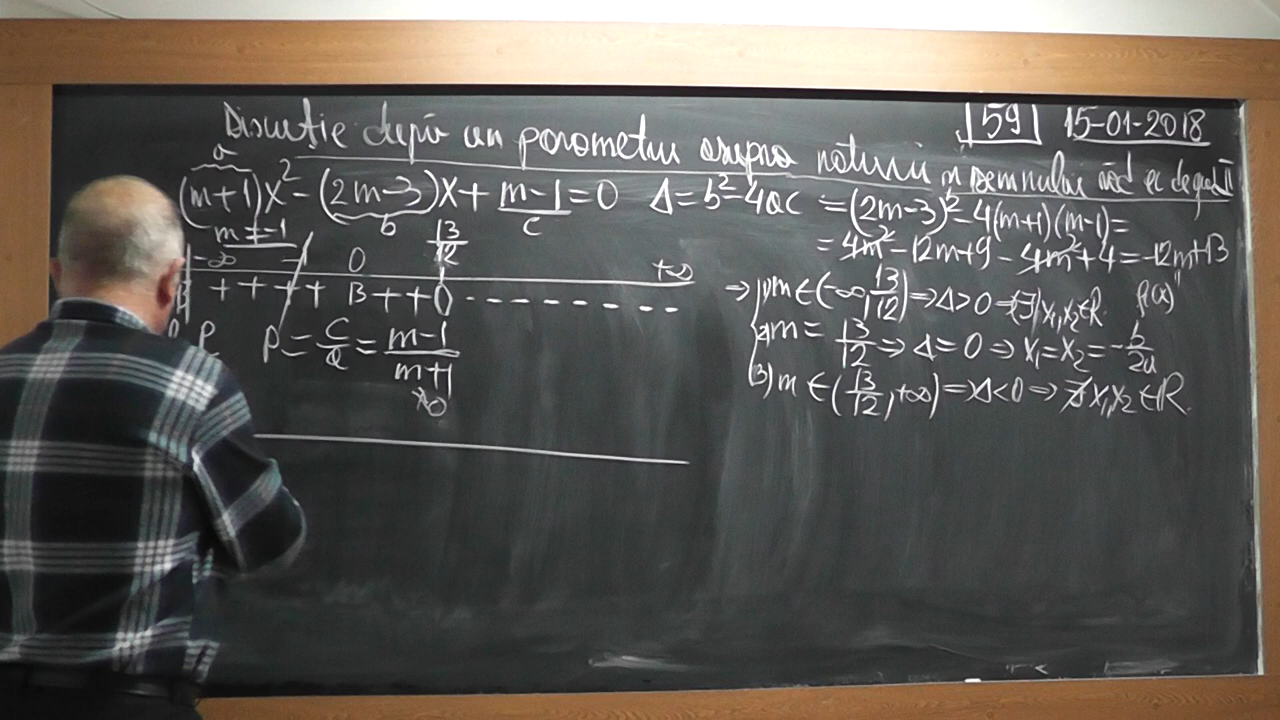 59 15-01-2018
Discuție după un parametru asupra naturii și semnului răd ec de grad II
a
(m+1)x² - (2m-3)x + m-1 = 0 Δ = b² - 4ac = (2m-3)² - 4(m+1)(m-1) =
b c
m ≠ -1
= 4m² - 12m + 9 - 4m² + 4 = -12m + 13
-∞ -1 0 13/12 +∞
+ + + + 13 + + 0 - - - - - - - -
⇒ 1) m ∈ (-∞, 13/12) ⇒ Δ > 0 ⇒ (∃) x₁, x₂ ∈ R f(x)
2) m = 13/12 ⇒ Δ = 0 ⇒ x₁ = x₂ = -b/2a
3) m ∈ (13/12, +∞) ⇒ Δ < 0 ⇒ ∄ x₁, x₂ ∈ R
P P = c/a = (m-1)/(m+1)
≠0